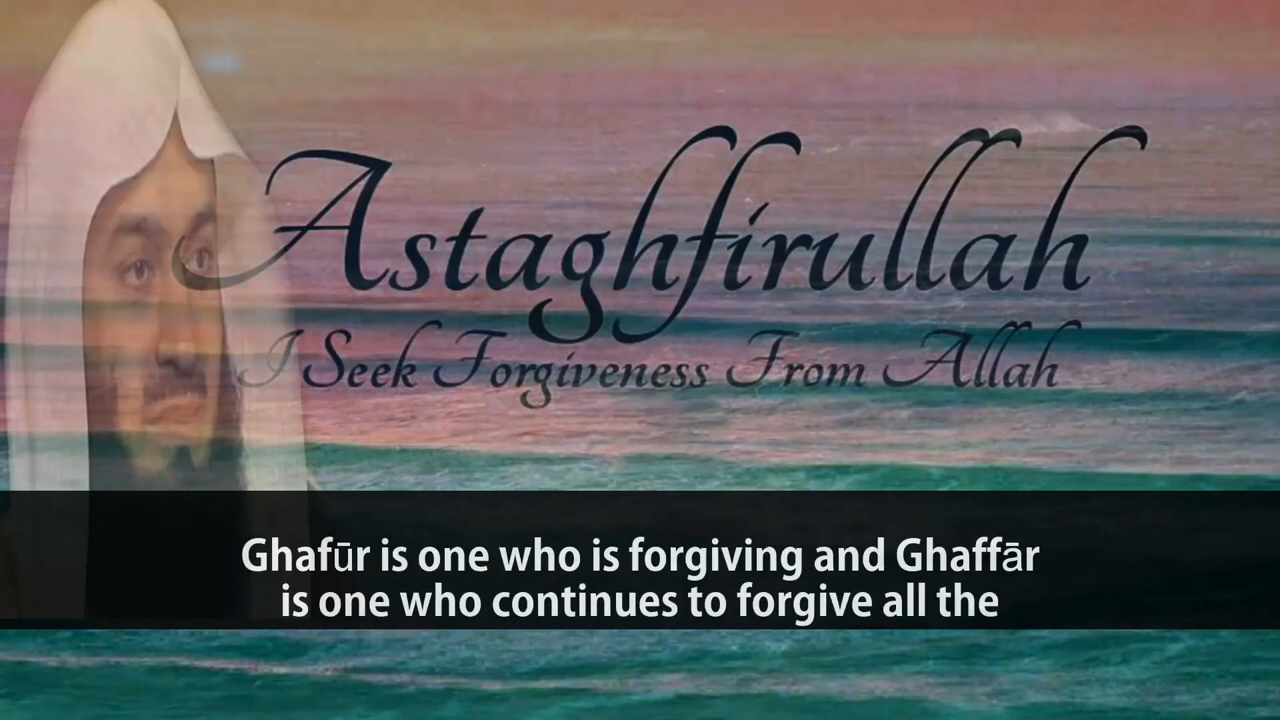 Astaghfirullah
I Seek Forgiveness From Allah
Ghafūr is one who is forgiving and Ghaffār
is one who continues to forgive all the